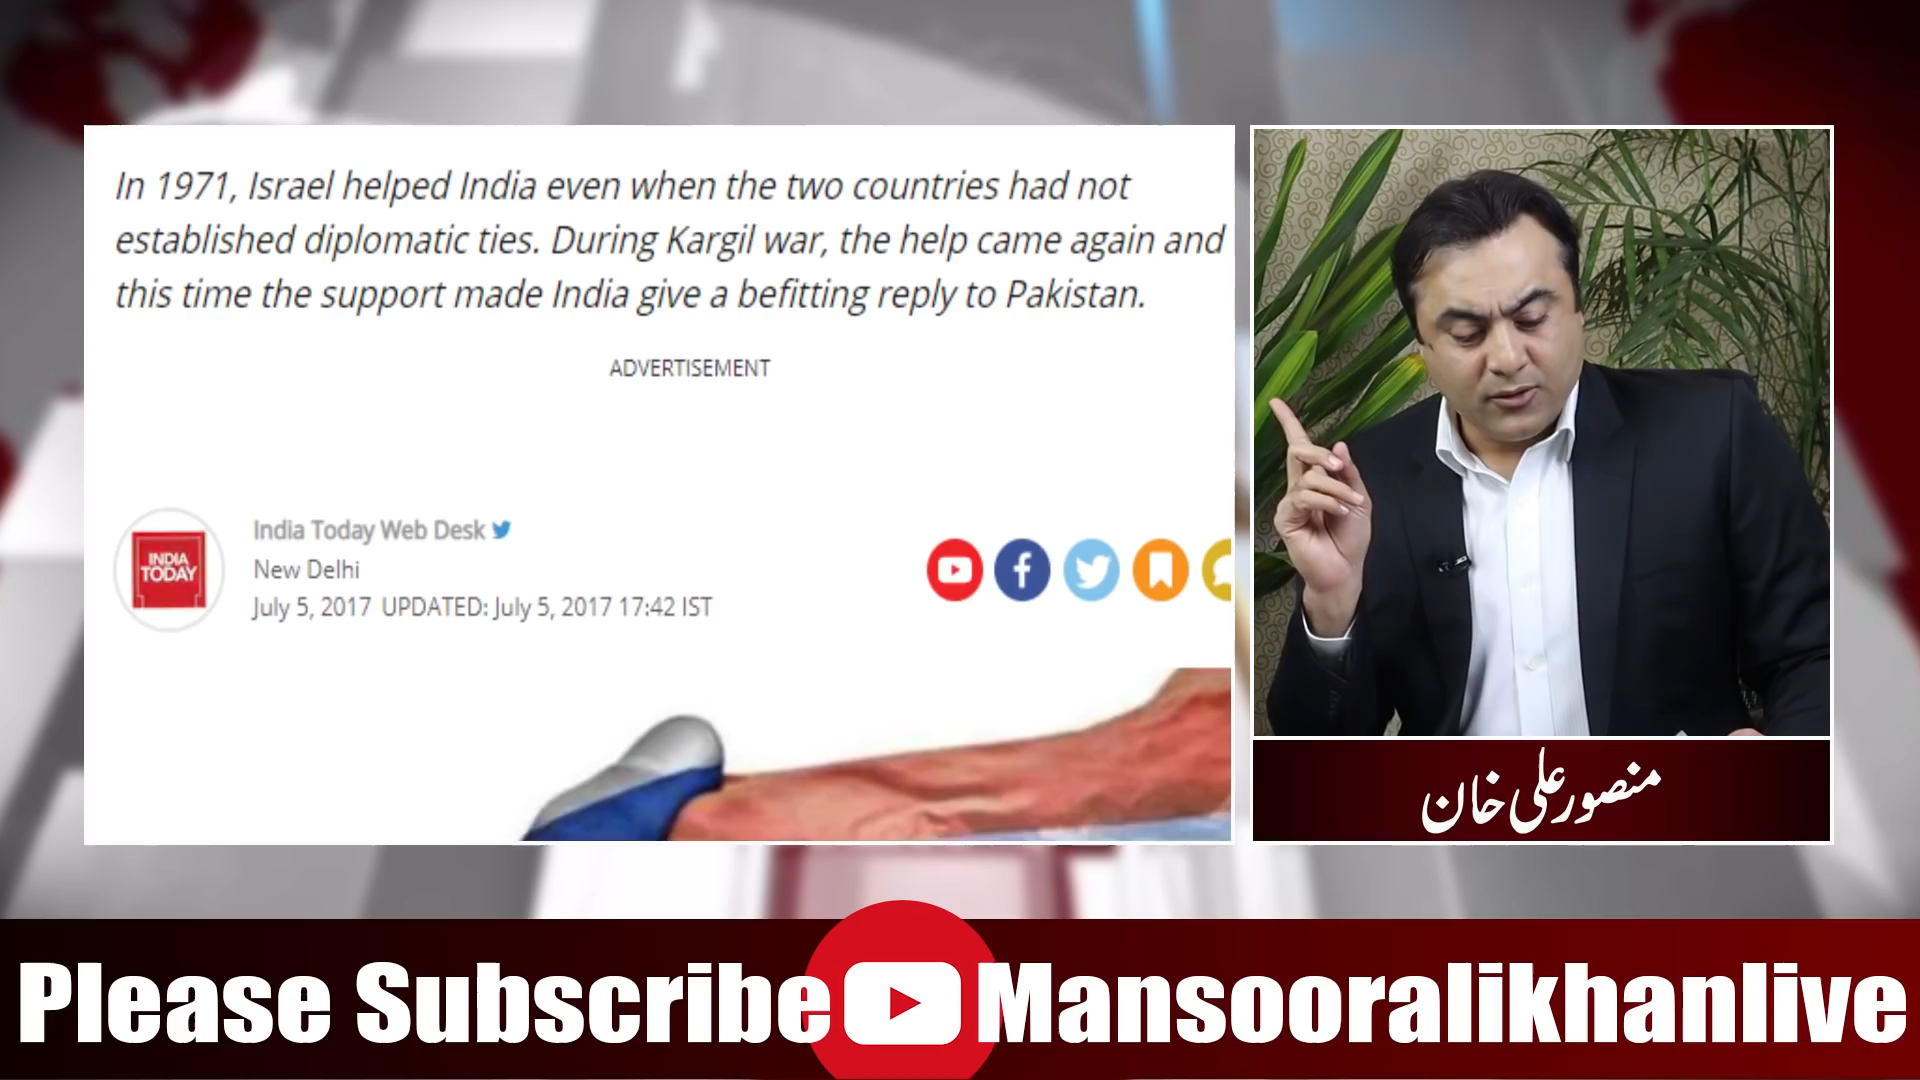 In 1971, Israel helped India even when the two countries had not
established diplomatic ties. During Kargil war, the help came again and
this time the support made India give a befitting reply to Pakistan.
ADVERTISEMENT
INDIA
TODAY
India Today Web Desk
New Delhi
July 5, 2017 UPDATED: July 5, 2017 17:42 IST
منصور علی خان
Please Subscribe Mansooralikhanlive